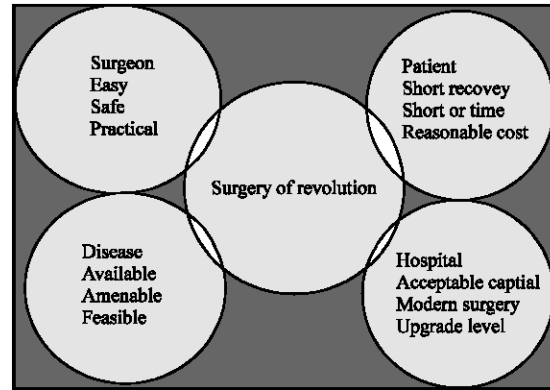 Surgeon
Easy
Safe
Practical
Patient
Short recovey
Short or time
Reasonable cost
Surgery of revolution
Disease
Available
Amenable
Feasible
Hospital
Acceptable captial
Modern surgery
Upgrade level